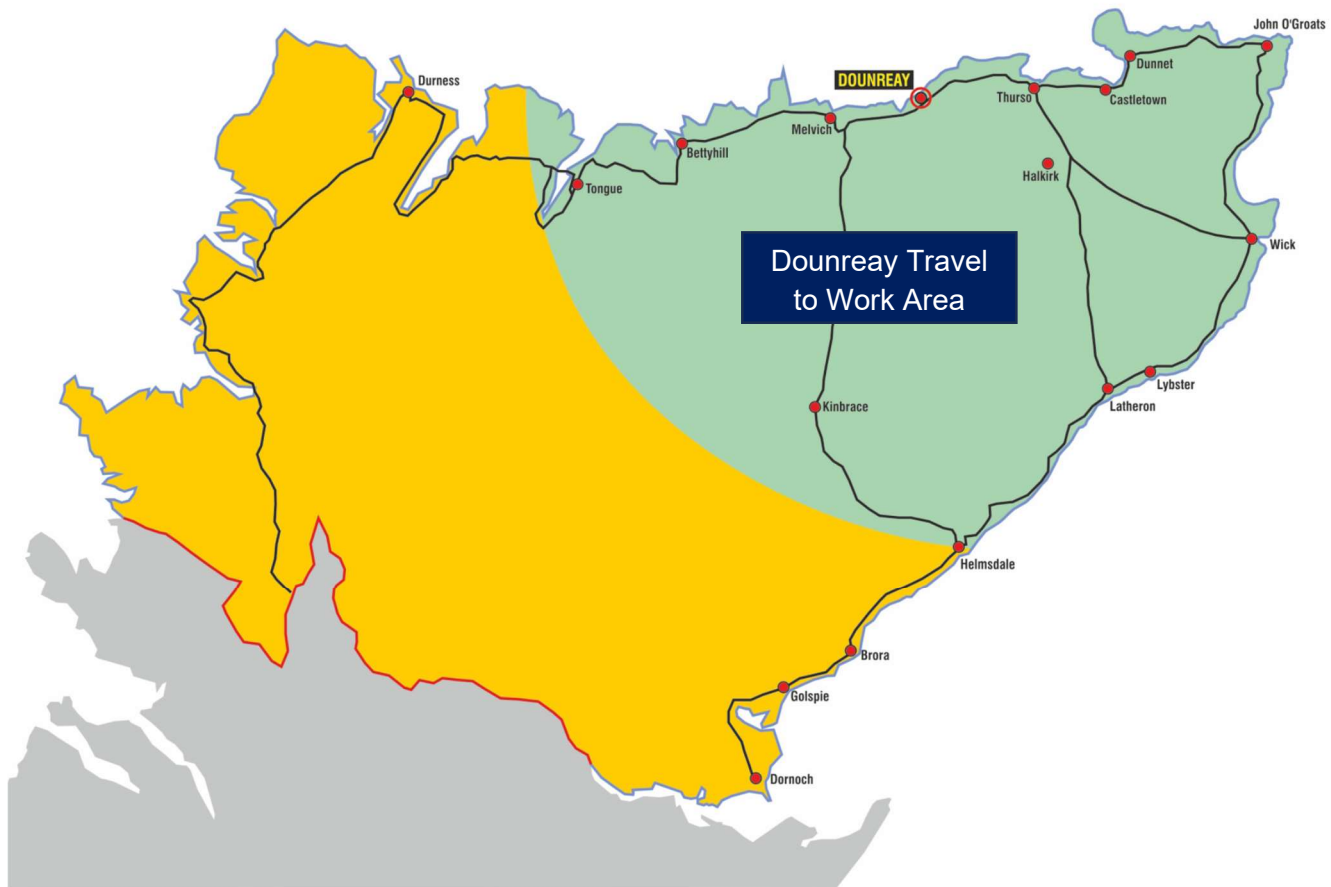 John O'Groats
Dunnet
DOUNREAY
Durness
Thurso
Castletown
Melvich
Bettyhill
Halkirk
Tongue
Wick
Dounreay Travel
to Work Area
Lybster
Kinbrace
Latheron
Helmsdale
Brora
Golspie
Dornoch